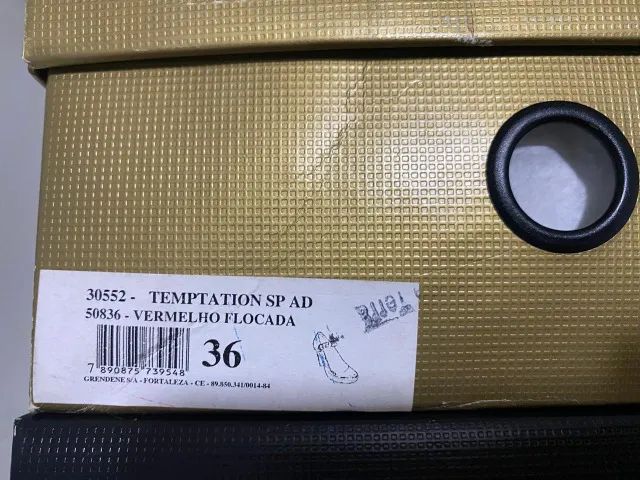 30552 - TEMPTATION SP AD
50836 - VERMELHO FLOCADA
36
7 890875 739548
GRENDENE S/A - FORTALEZA - CE - 89.850.341/0014-84